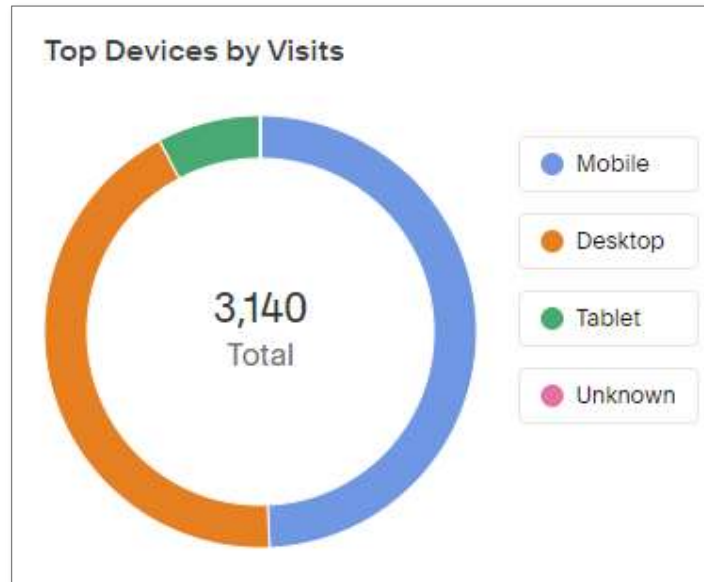 Top Devices by Visits
3,140
Total
Mobile
Desktop
Tablet
Unknown